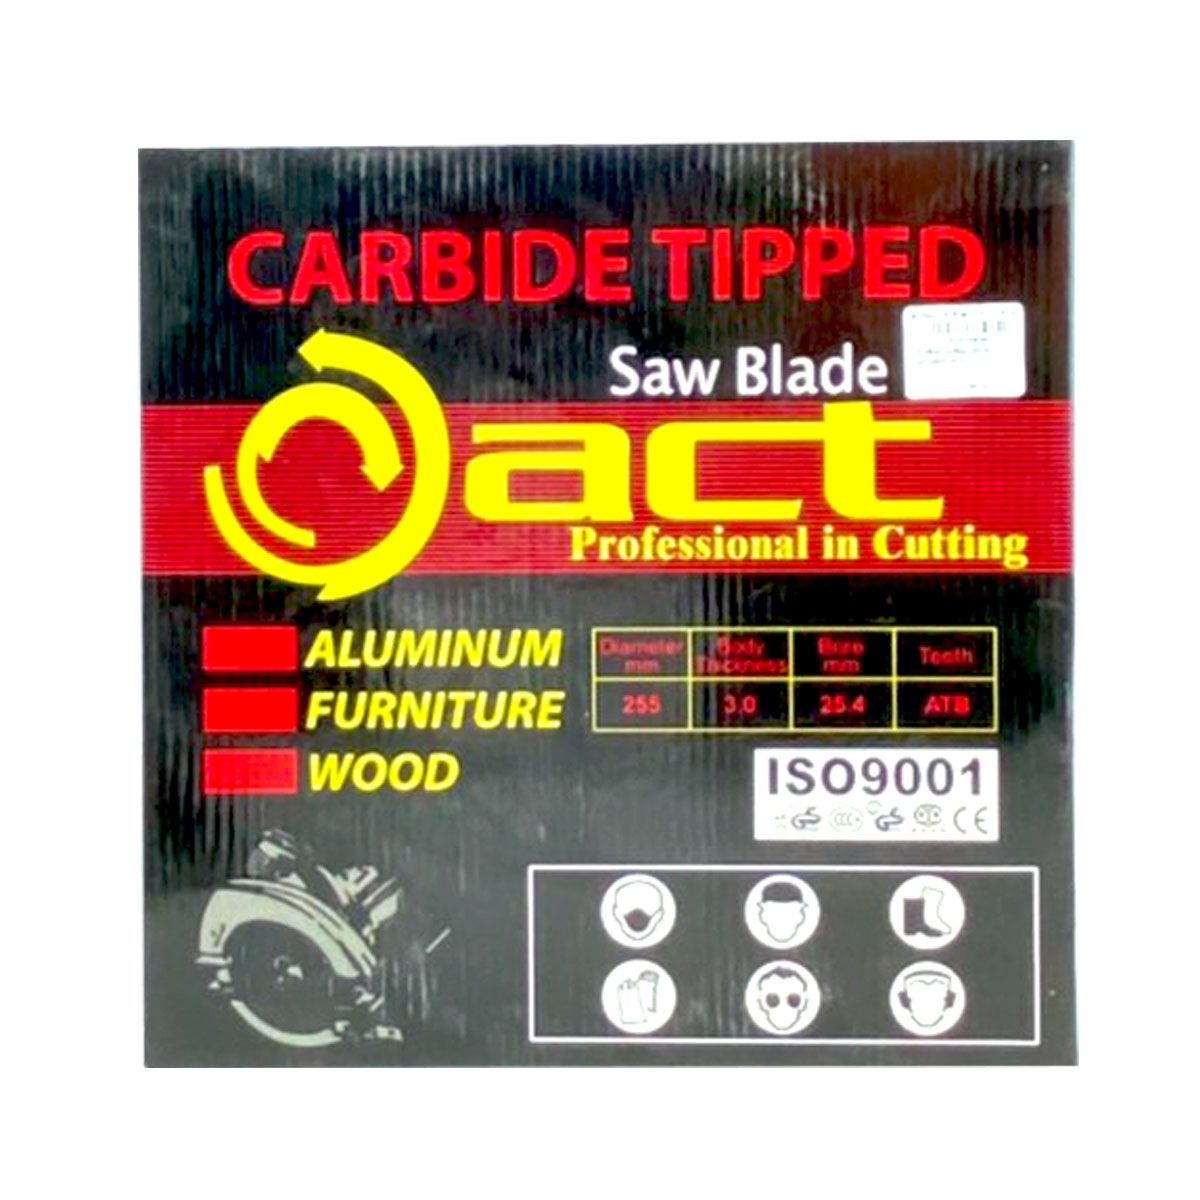 CARBIDE TIPPED
Saw Blade
act
Professional in Cutting
ALUMINUM
FURNITURE
WOOD
Diameter mm Body Thickness Bore mm Teeth
255 3.0 25.4 ATB
ISO9001
CE